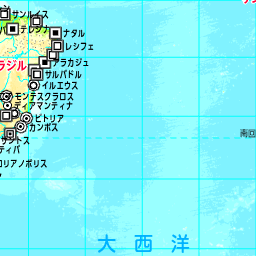 サンルイス
テレジナ
ナタル
レシフェ
ラジル
アラカジュ
サルバドル
イルエウス
モンテスクラロス
ディアマンティナ
ビトリア
カンポス
サントス
ティバ
ロリアノポリス
南回
大西洋